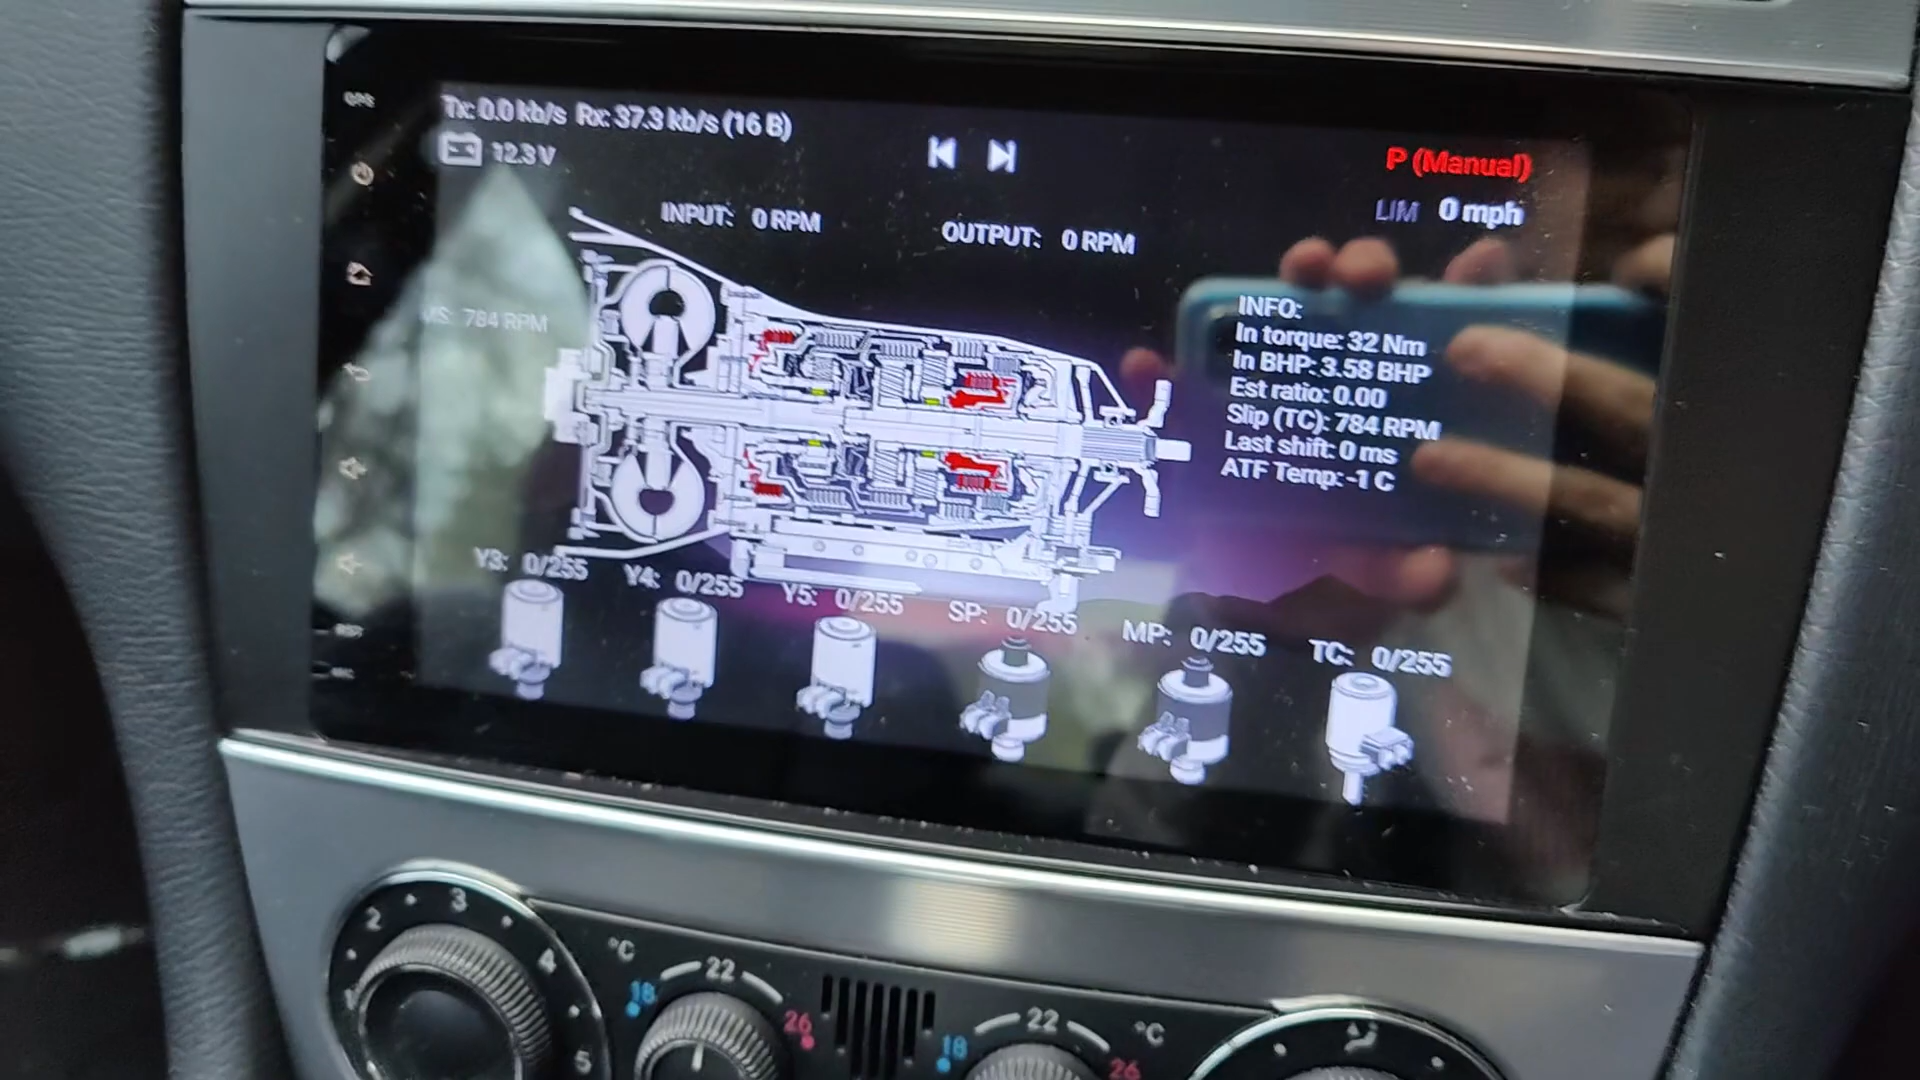 GPS
Tx: 0.0 kb/s Rx: 37.3 kb/s (16 B)
12.3 V
P (Manual)
LIM 0 mph
INPUT: 0 RPM
OUTPUT: 0 RPM
MS: 784 RPM
INFO:
In torque: 32 Nm
In BHP: 3.58 BHP
Est ratio: 0.00
Slip (TC): 784 RPM
Last shift: 0 ms
ATF Temp: -1 C
Y3: 0/255
Y4: 0/255
Y5: 0/255
SP: 0/255
MP: 0/255
TC: 0/255
RST
2 3 4 5
°C 18 22 26
18 22 26 °C